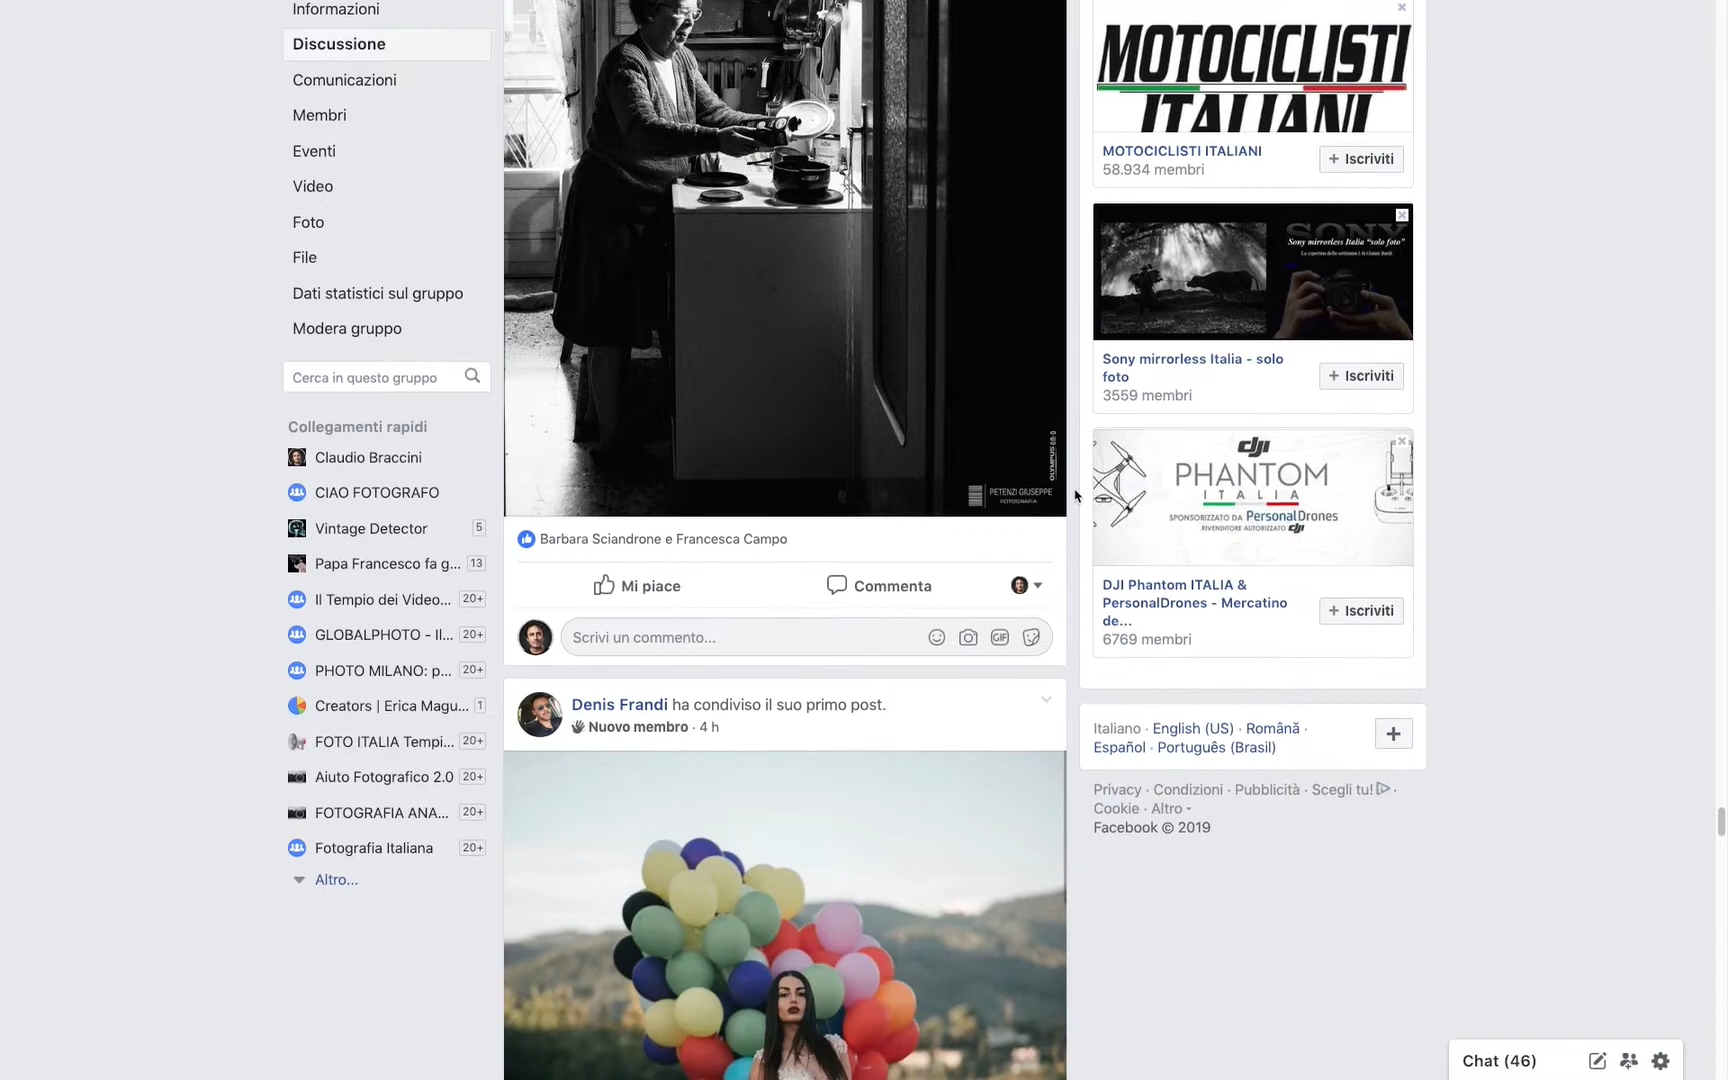 Informazioni
Discussione
Comunicazioni
Membri
Eventi
Video
Foto
File
Dati statistici sul gruppo
Modera gruppo
Cerca in questo gruppo
Collegamenti rapidi
Claudio Braccini
CIAO FOTOGRAFO
Vintage Detector 5
Papa Francesco fa g... 13
Il Tempio dei Video... 20+
GLOBALPHOTO - Il... 20+
PHOTO MILANO: p... 20+
Creators | Erica Magu... 1
FOTO ITALIA Tempi... 20+
Aiuto Fotografico 2.0 20+
FOTOGRAFIA ANA... 20+
Fotografia Italiana 20+
Altro...
OLYMPUS
PETENZI GIUSEPPE
FOTOGRAFIA
Barbara Sciandrone e Francesca Campo
Mi piace
Commenta
Scrivi un commento...
GIF
Denis Frandi ha condiviso il suo primo post.
Nuovo membro · 4 h
MOTOCICLISTI
ITALIANI
MOTOCICLISTI ITALIANI
58.934 membri
+ Iscriviti
SONY
Sony mirrorless Italia "solo foto"
Sony mirrorless Italia - solo
foto
3559 membri
+ Iscriviti
dji
PHANTOM
ITALIA
SPONSORIZZATO DA PersonalDrones
RIVENDITORE AUTORIZZATO dji
DJI Phantom ITALIA &
PersonalDrones - Mercatino
de...
6769 membri
+ Iscriviti
Italiano · English (US) · Română ·
Español · Português (Brasil)
Privacy · Condizioni · Pubblicità · Scegli tu! ·
Cookie · Altro
Facebook © 2019
Chat (46)